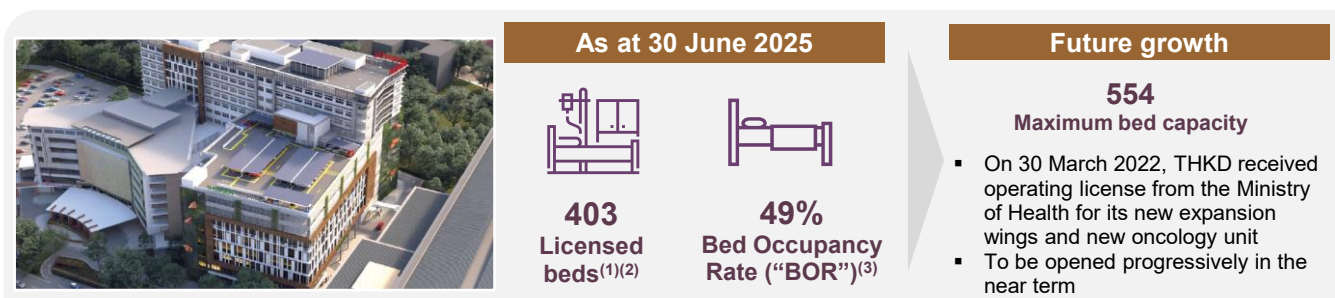 As at 30 June 2025
403
Licensed
beds(1)(2)
49%
Bed Occupancy
Rate (“BOR”)(3)
Future growth
554
Maximum bed capacity
▪ On 30 March 2022, THKD received
operating license from the Ministry
of Health for its new expansion
wings and new oncology unit
▪ To be opened progressively in the
near term